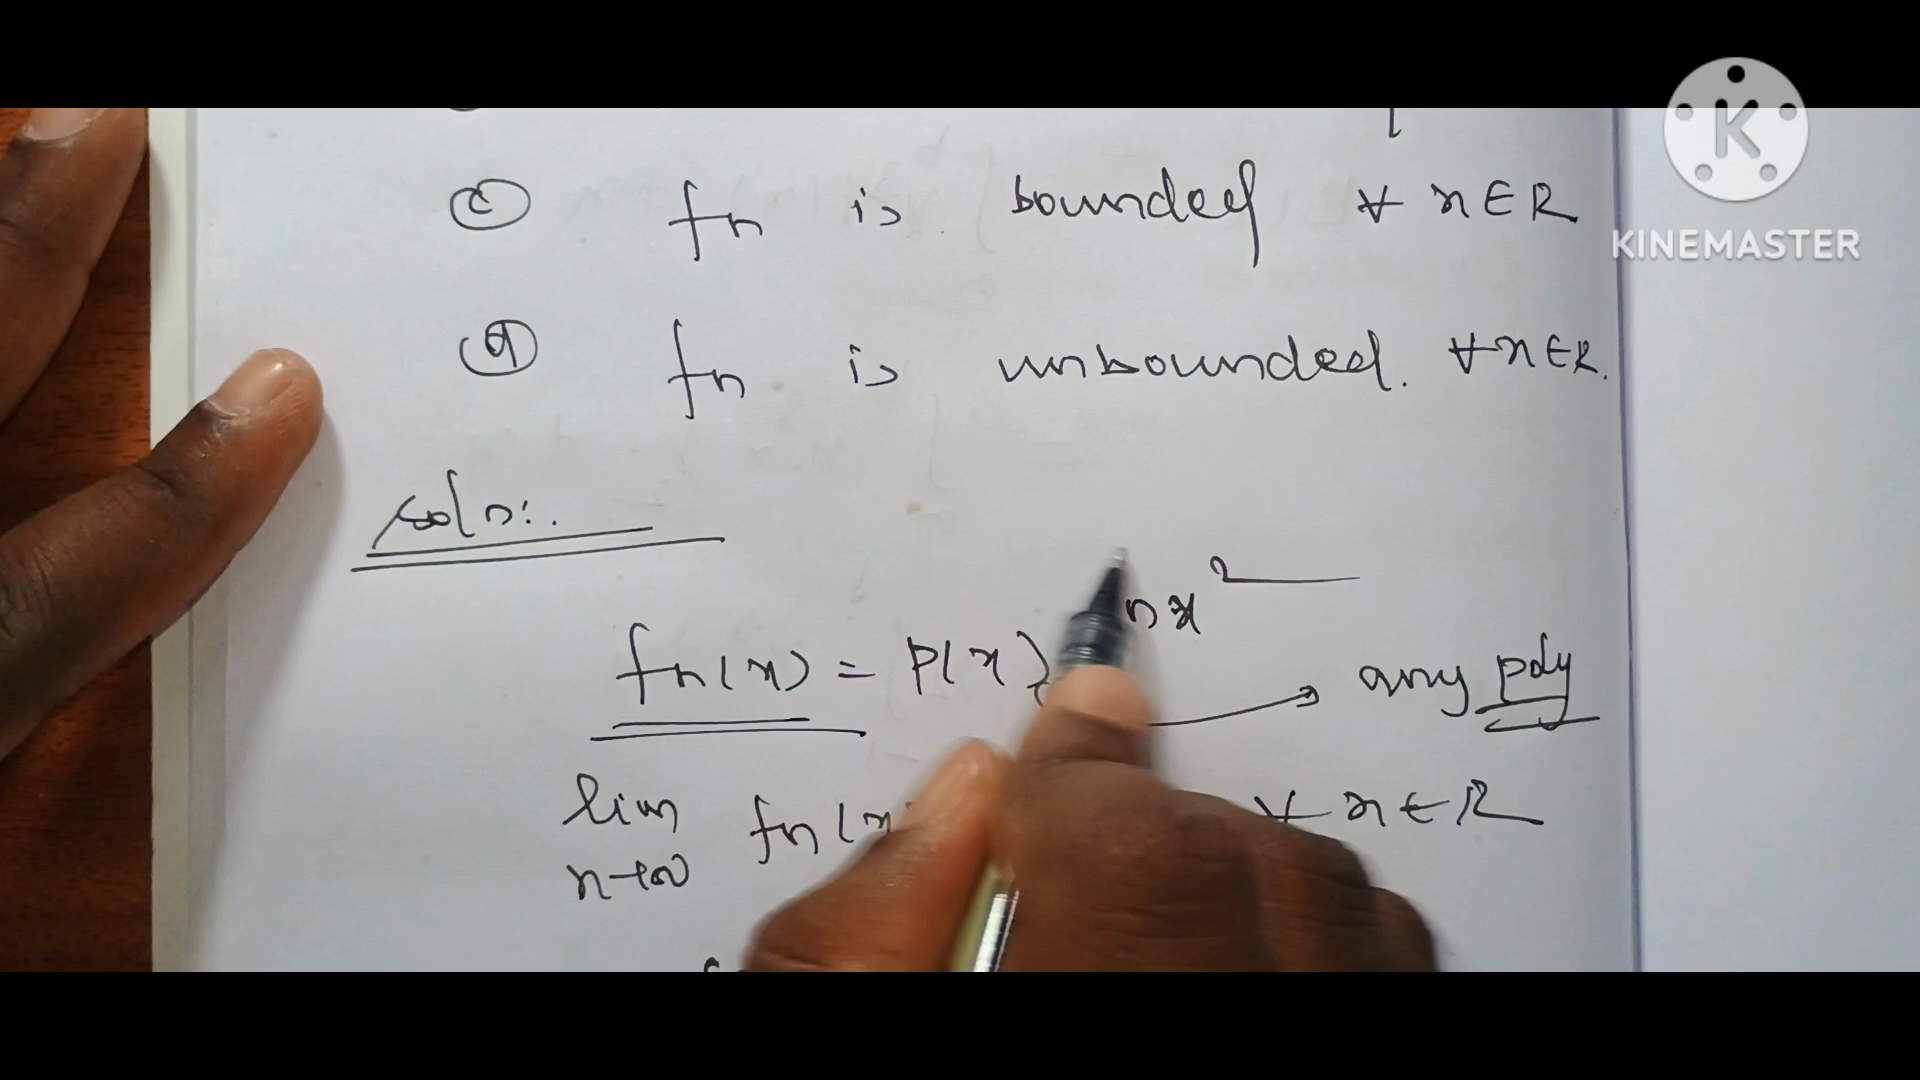 K
KINEMASTER
(c) fn is bounded ∀ x∈R
(d) fn is unbounded. ∀ x∈R.
soln:.
fn(x) = p(x) nx² → any poly
lim n→∞ fn(x ∀ x∈R